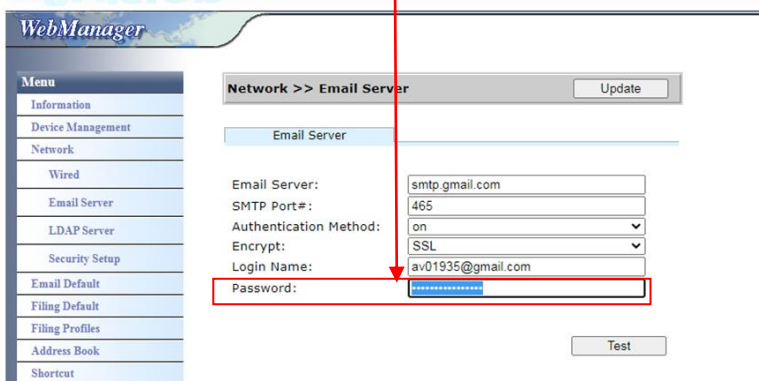 WebManager
Menu
Information
Device Management
Network
Wired
Email Server
LDAP Server
Security Setup
Email Default
Filing Default
Filing Profiles
Address Book
Shortcut
Network >> Email Server
Update
Email Server
Email Server: smtp.gmail.com
SMTP Port#: 465
Authentication Method: on
Encrypt: SSL
Login Name: av01935@gmail.com
Password: ••••••••••••••••
Test